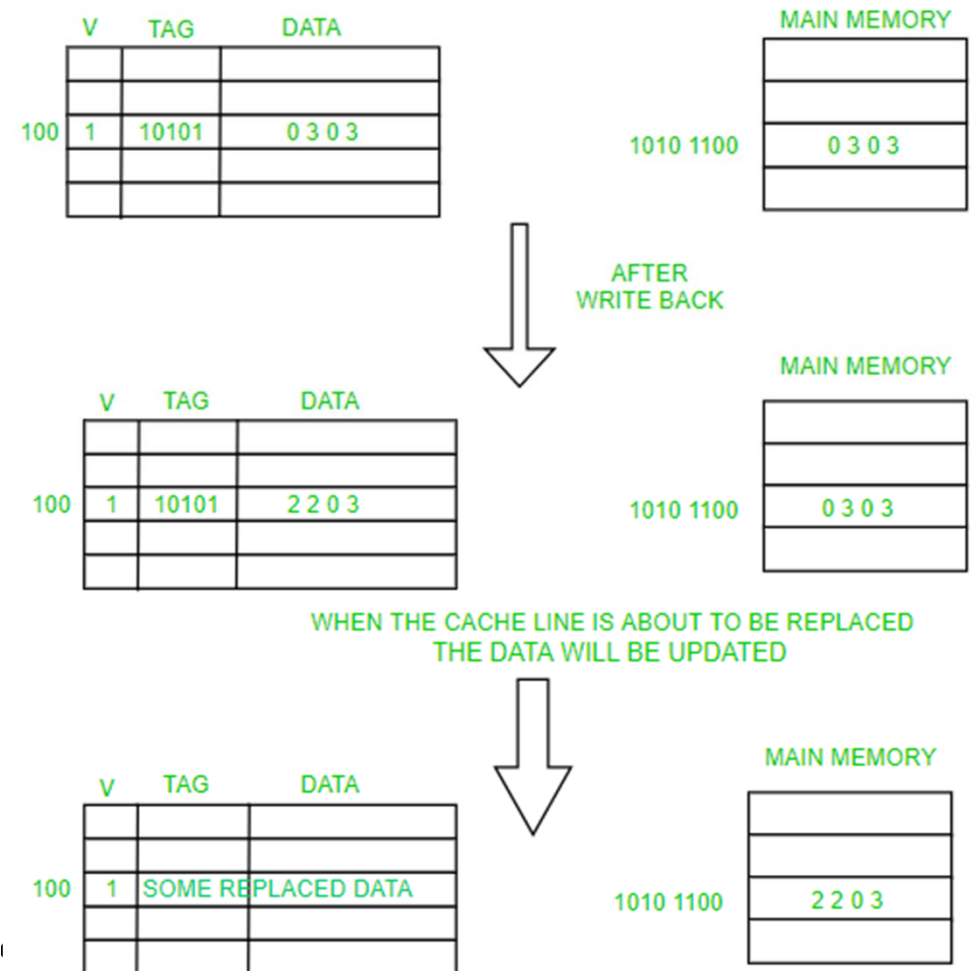 V TAG DATA MAIN MEMORY
100 1 10101 0 3 0 3 1010 1100 0 3 0 3
AFTER
WRITE BACK
MAIN MEMORY
V TAG DATA
100 1 10101 2 2 0 3 1010 1100 0 3 0 3
WHEN THE CACHE LINE IS ABOUT TO BE REPLACED
THE DATA WILL BE UPDATED
MAIN MEMORY
V TAG DATA
100 1 SOME REPLACED DATA 1010 1100 2 2 0 3